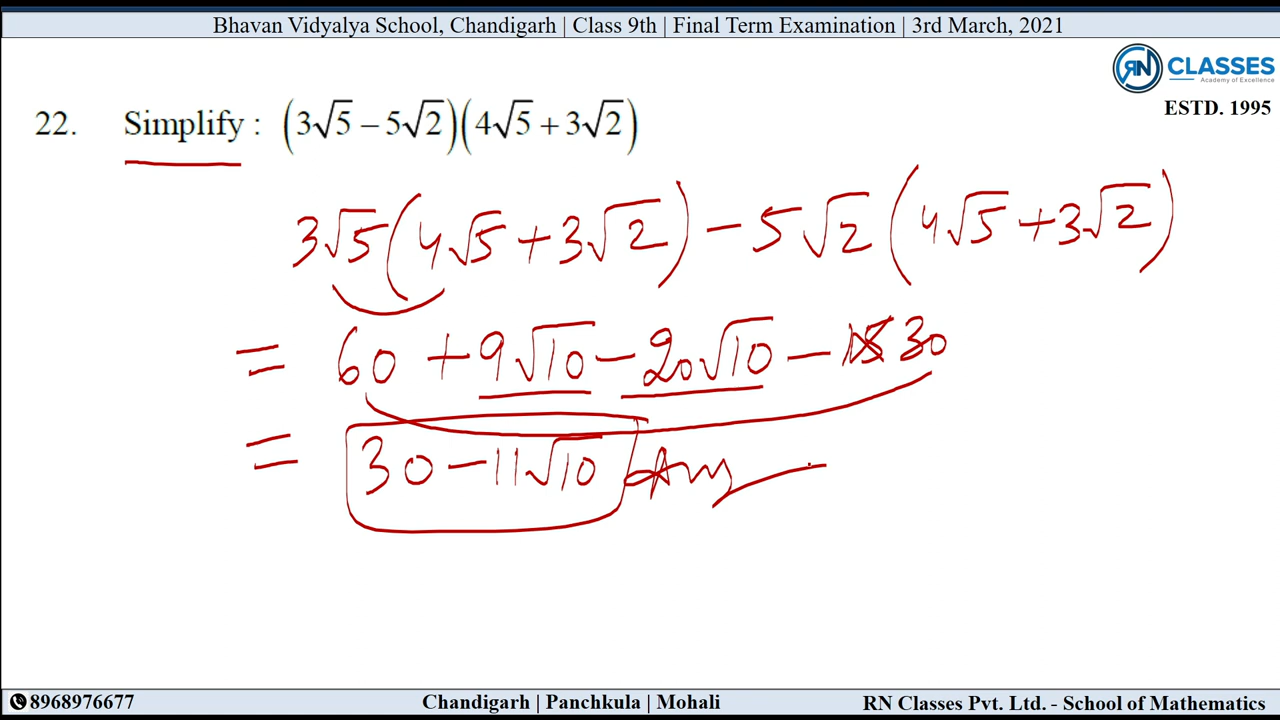 Bhavan Vidyalya School, Chandigarh | Class 9th | Final Term Examination | 3rd March, 2021
RN CLASSES
Academy of Excellence
ESTD. 1995
22. Simplify : (3√5 – 5√2)(4√5 + 3√2)
3√5(4√5 + 3√2) – 5√2(4√5 + 3√2)
= 60 + 9√10 – 20√10 – 30
= 30 – 11√10 Ans
8968976677
Chandigarh | Panchkula | Mohali
RN Classes Pvt. Ltd. - School of Mathematics